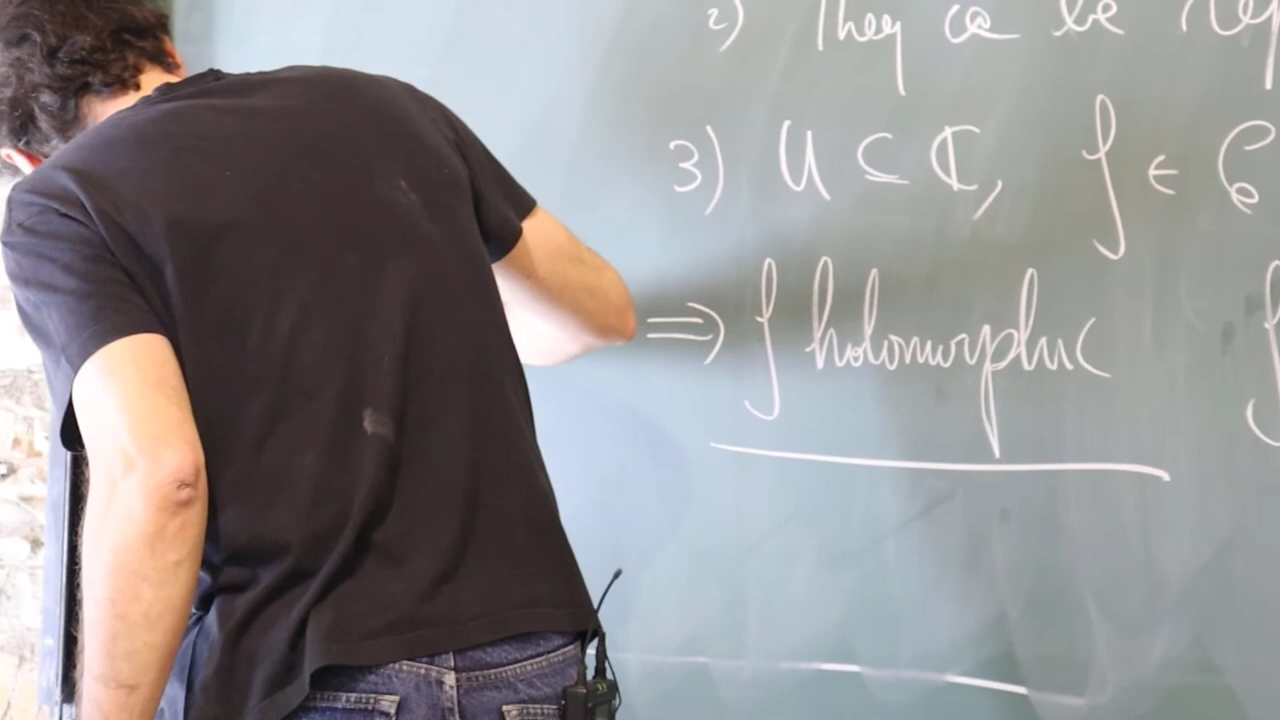 2) They ca be
3) U ⊆ ℂ, f ∈ C
⇒ f holomorphic f